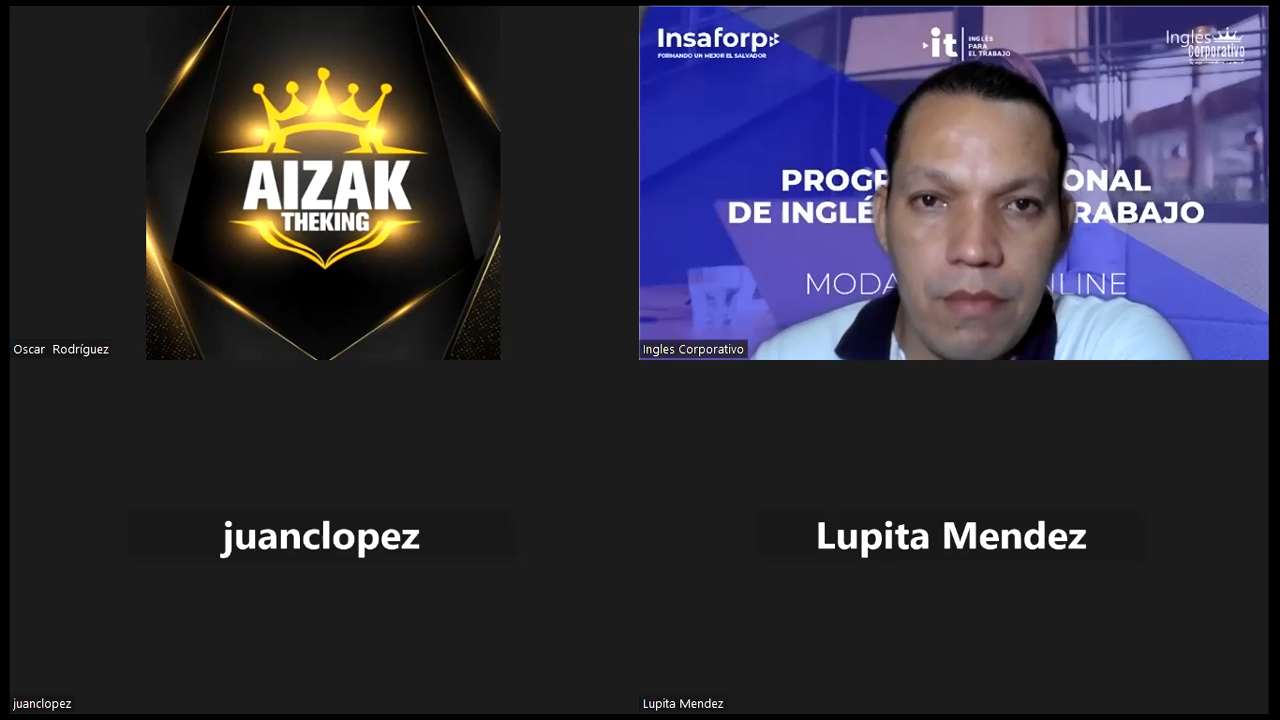 AIZAK
THEKING
Oscar Rodríguez
Insaforp
FORMANDO UN MEJOR EL SALVADOR
it
INGLÉS
PARA
EL TRABAJO
Inglés
Corporativo
PROG ONAL
DE INGLÉ RABAJO
MODA LINE
Ingles Corporativo
juanclopez
Lupita Mendez
juanclopez
Lupita Mendez